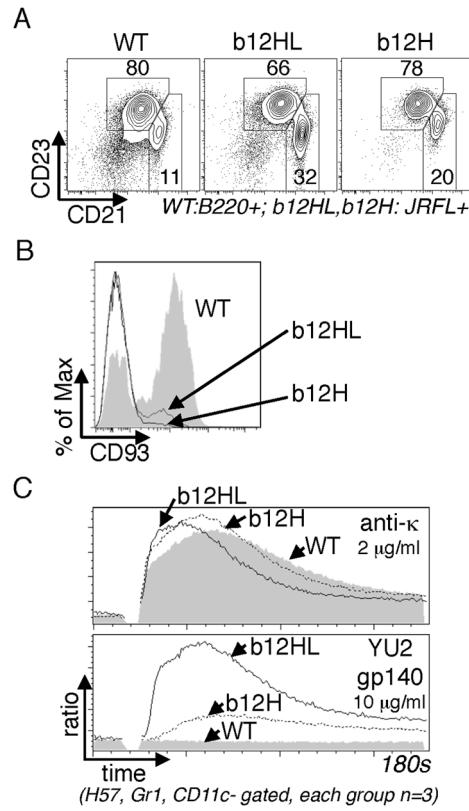 A
WT b12HL b12H
80 66 78
11 32 20
CD23
CD21
WT:B220+; b12HL,b12H: JRFL+
B
WT
b12HL
b12H
% of Max
CD93
C
b12HL
b12H
WT
anti-κ
2 μg/ml
b12HL
b12H
WT
YU2
gp140
10 μg/ml
ratio
time
180s
(H57, Gr1, CD11c- gated, each group n=3)